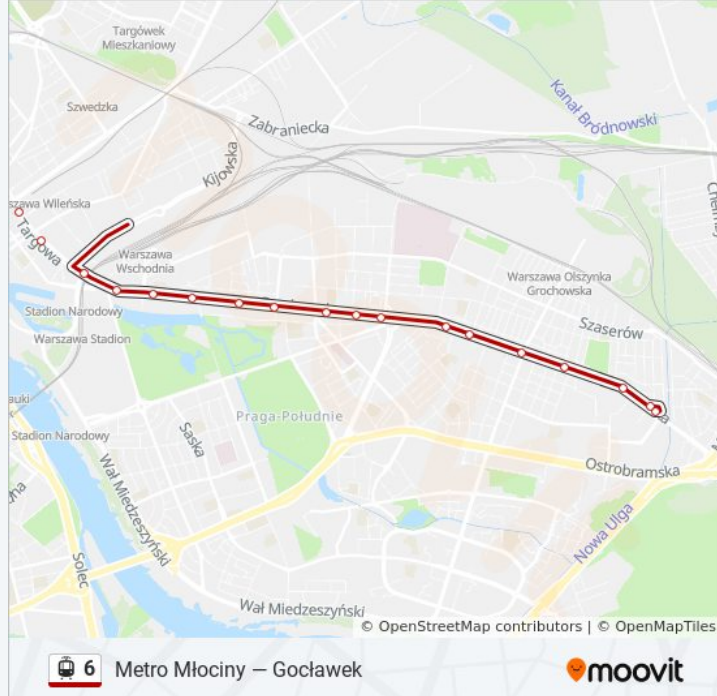 Targówek
Mieszkaniowy
Szwedzka
Zabraniecka
Kanał Bródnowski
Kijowska
szawa Wileńska
Targowa
Warszawa
Wschodnia
Warszawa Olszynka
Grochowska
Stadion Narodowy
Szaserów
Warszawa Stadion
auki
Praga-Południe
Saska
Stadion Narodowy
Ostrobramska
Wał Miedzeszyński
Nowa Ulga
Solec
Wał Miedzeszyński
© OpenStreetMap contributors | © OpenMapTiles
6 Metro Młociny — Gocławek
moovit